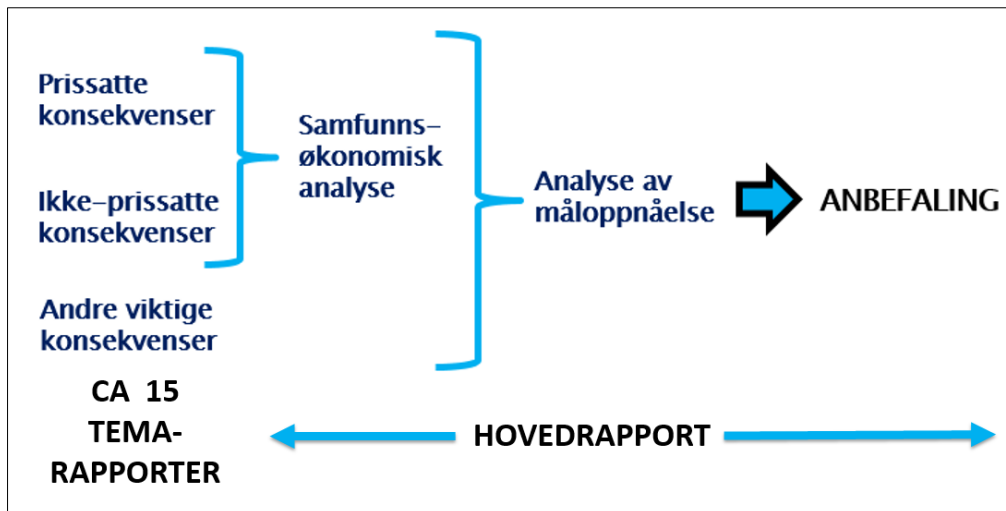 Prissatte
konsekvenser
Ikke-prissatte
konsekvenser
Andre viktige
konsekvenser
CA 15
TEMA-
RAPPORTER
Samfunns-
økonomisk
analyse
Analyse av
måloppnåelse
ANBEFALING
HOVEDRAPPORT